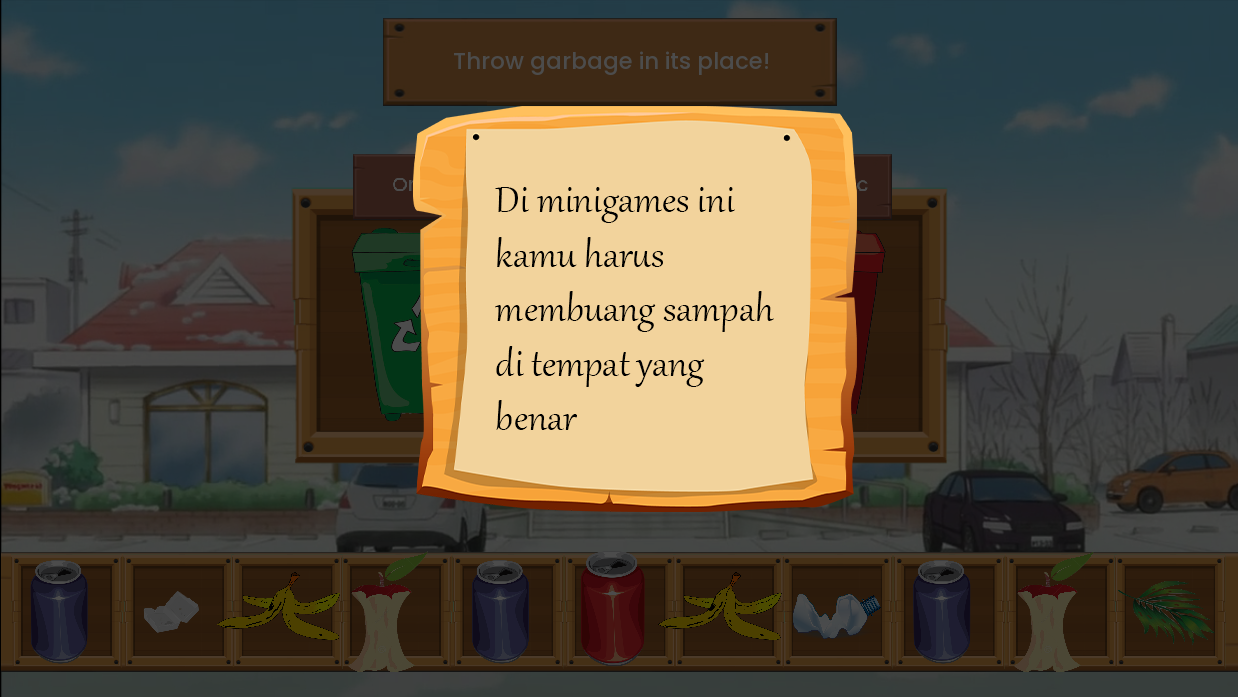 Throw garbage in its place!
Di minigames ini
kamu harus
membuang sampah
di tempat yang
benar